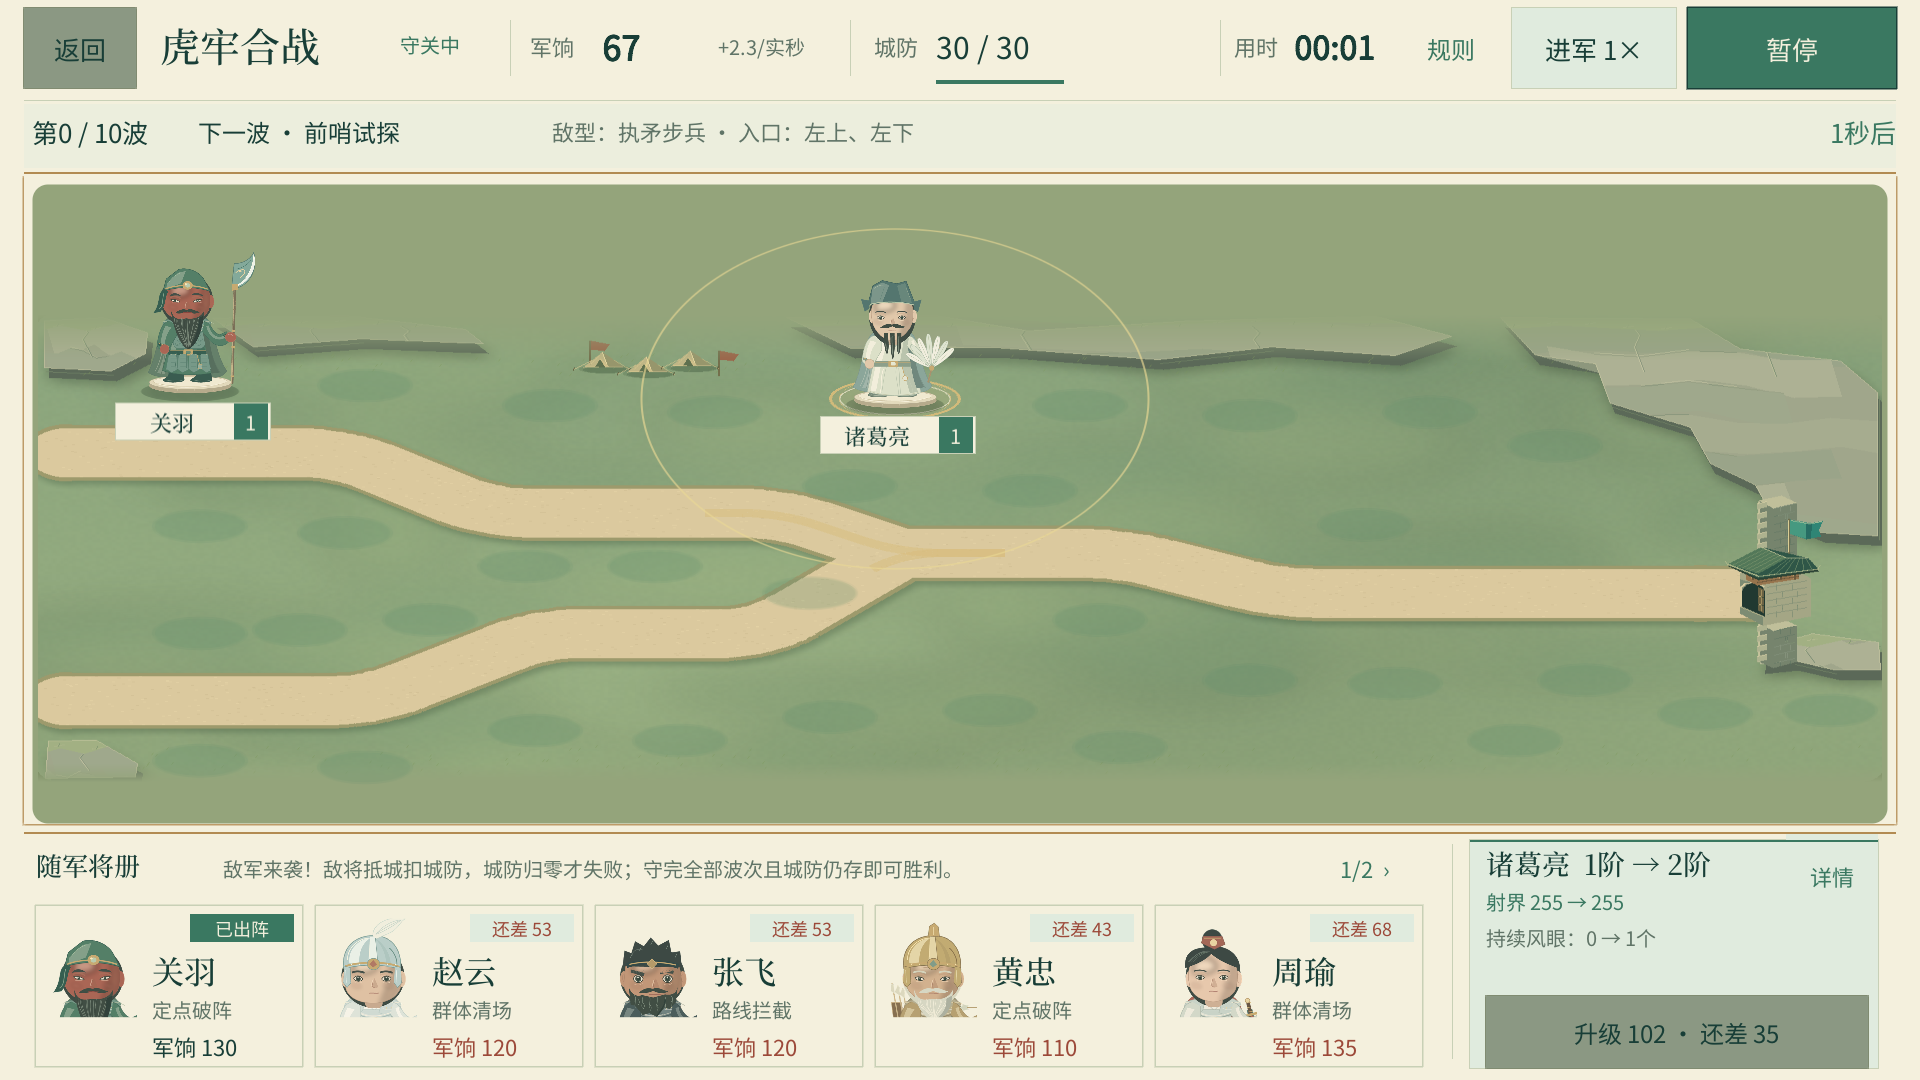 返回
虎牢合战
守关中
军饷 67
+2.3/实秒
城防 30 / 30
用时 00:01
规则
进军 1×
暂停
第0 / 10波
下一波 · 前哨试探
敌型：执矛步兵 · 入口：左上、左下
1秒后
关羽 1
诸葛亮 1
随军将册
敌军来袭！敌将抵城扣城防，城防归零才失败；守完全部波次且城防仍存即可胜利。
1/2 ›
已出阵
关羽
定点破阵
军饷 130
还差 53
赵云
群体清场
军饷 120
还差 53
张飞
路线拦截
军饷 120
还差 43
黄忠
定点破阵
军饷 110
还差 68
周瑜
群体清场
军饷 135
诸葛亮 1阶 → 2阶
详情
射界 255 → 255
持续风眼：0 → 1个
升级 102 · 还差 35